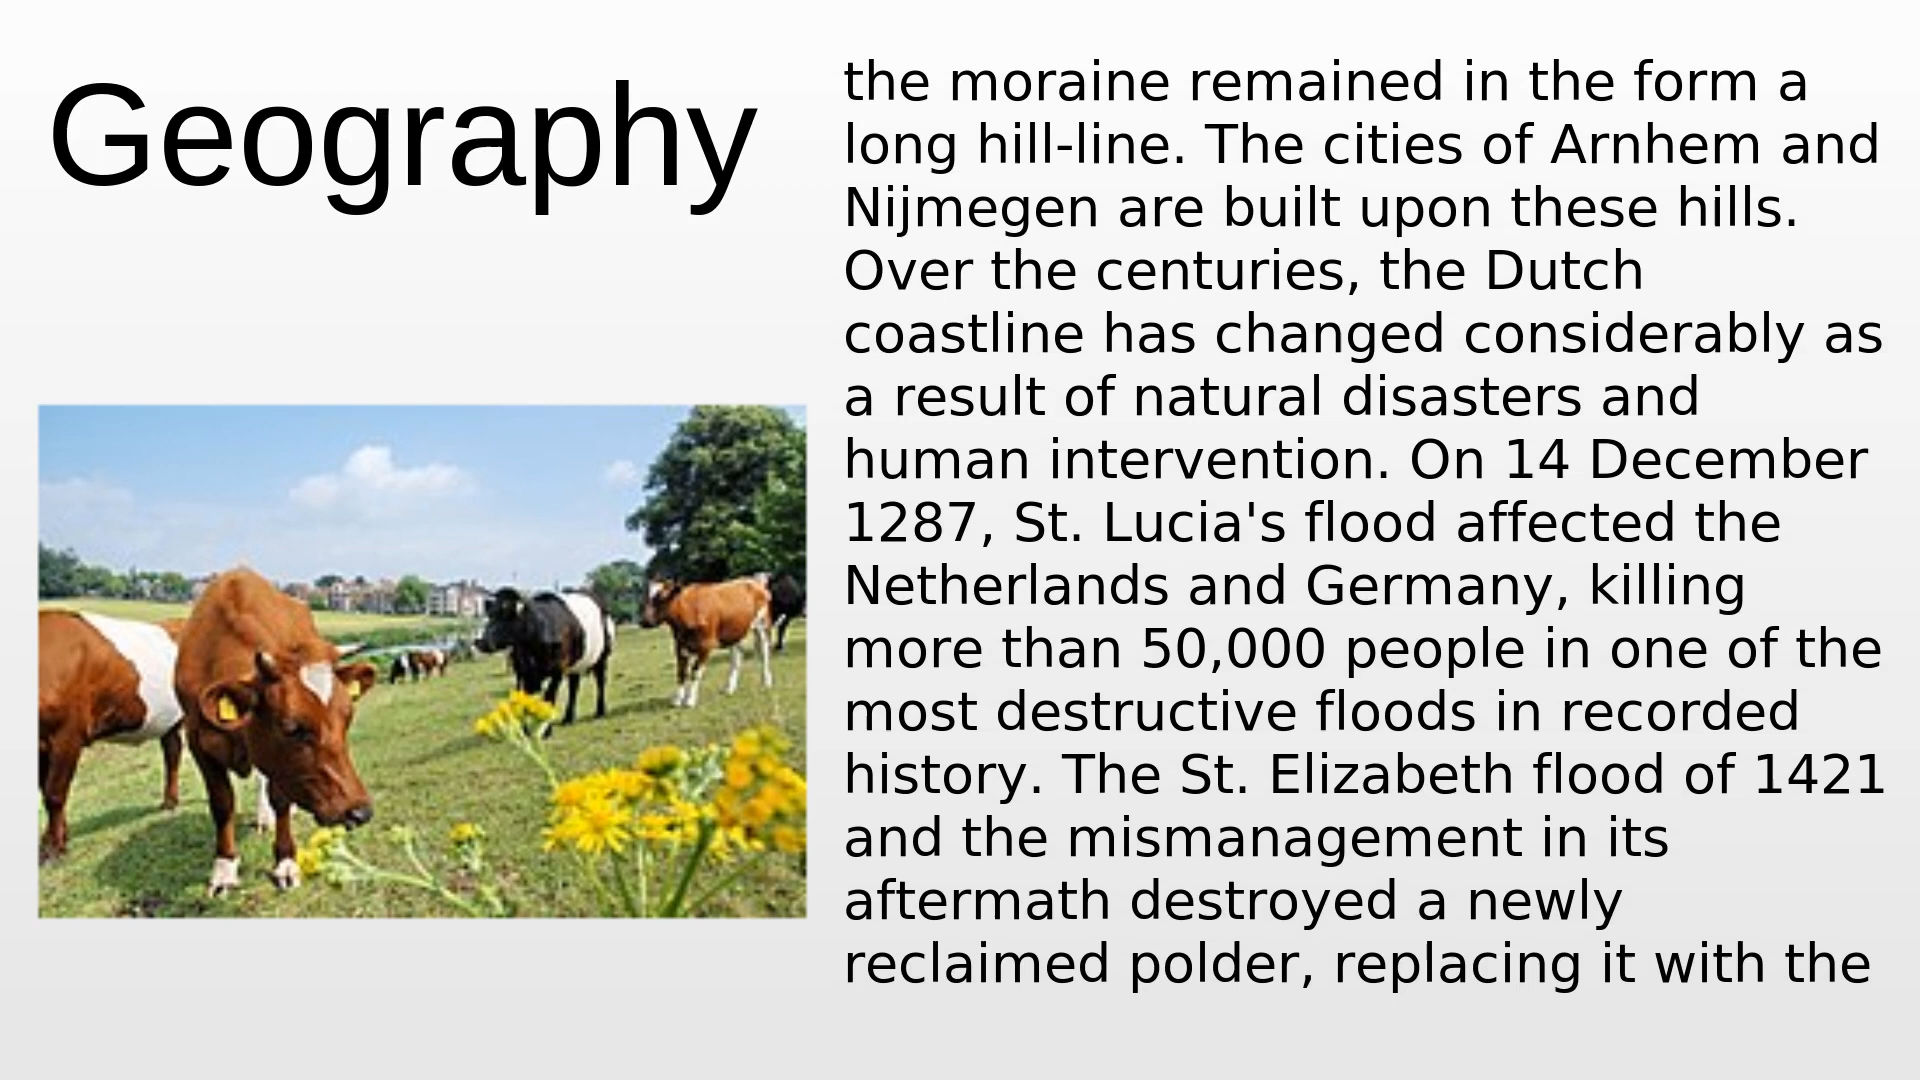 Geography
the moraine remained in the form a
long hill-line. The cities of Arnhem and
Nijmegen are built upon these hills.
Over the centuries, the Dutch
coastline has changed considerably as
a result of natural disasters and
human intervention. On 14 December
1287, St. Lucia's flood affected the
Netherlands and Germany, killing
more than 50,000 people in one of the
most destructive floods in recorded
history. The St. Elizabeth flood of 1421
and the mismanagement in its
aftermath destroyed a newly
reclaimed polder, replacing it with the